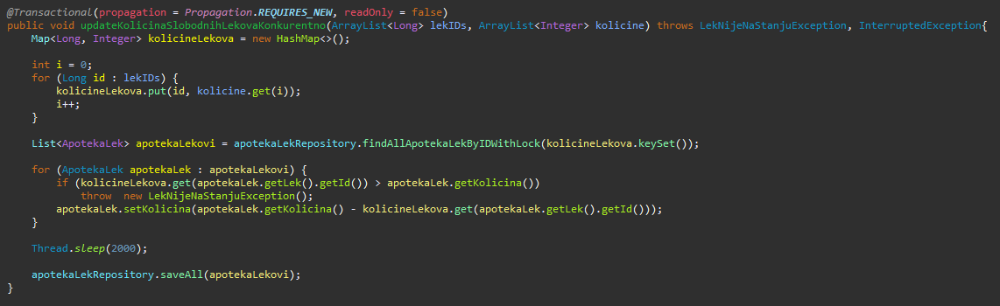 @Transactional(propagation = Propagation.REQUIRES_NEW, readOnly = false)
public void updateKolicinaSlobodnihLekovaKonkurentno(ArrayList<Long> lekIDs, ArrayList<Integer> kolicine) throws LekNijeNaStanjuException, InterruptedException{
    Map<Long, Integer> kolicineLekova = new HashMap<>();

    int i = 0;
    for (Long id : lekIDs) {
        kolicineLekova.put(id, kolicine.get(i));
        i++;
    }

    List<ApotekaLek> apotekaLekovi = apotekaLekRepository.findAllApotekaLekByIDWithLock(kolicineLekova.keySet());

    for (ApotekaLek apotekaLek : apotekaLekovi) {
        if (kolicineLekova.get(apotekaLek.getLek().getId()) > apotekaLek.getKolicina())
            throw  new LekNijeNaStanjuException();
        apotekaLek.setKolicina(apotekaLek.getKolicina() - kolicineLekova.get(apotekaLek.getLek().getId()));
    }

    Thread.sleep(2000);

    apotekaLekRepository.saveAll(apotekaLekovi);
}